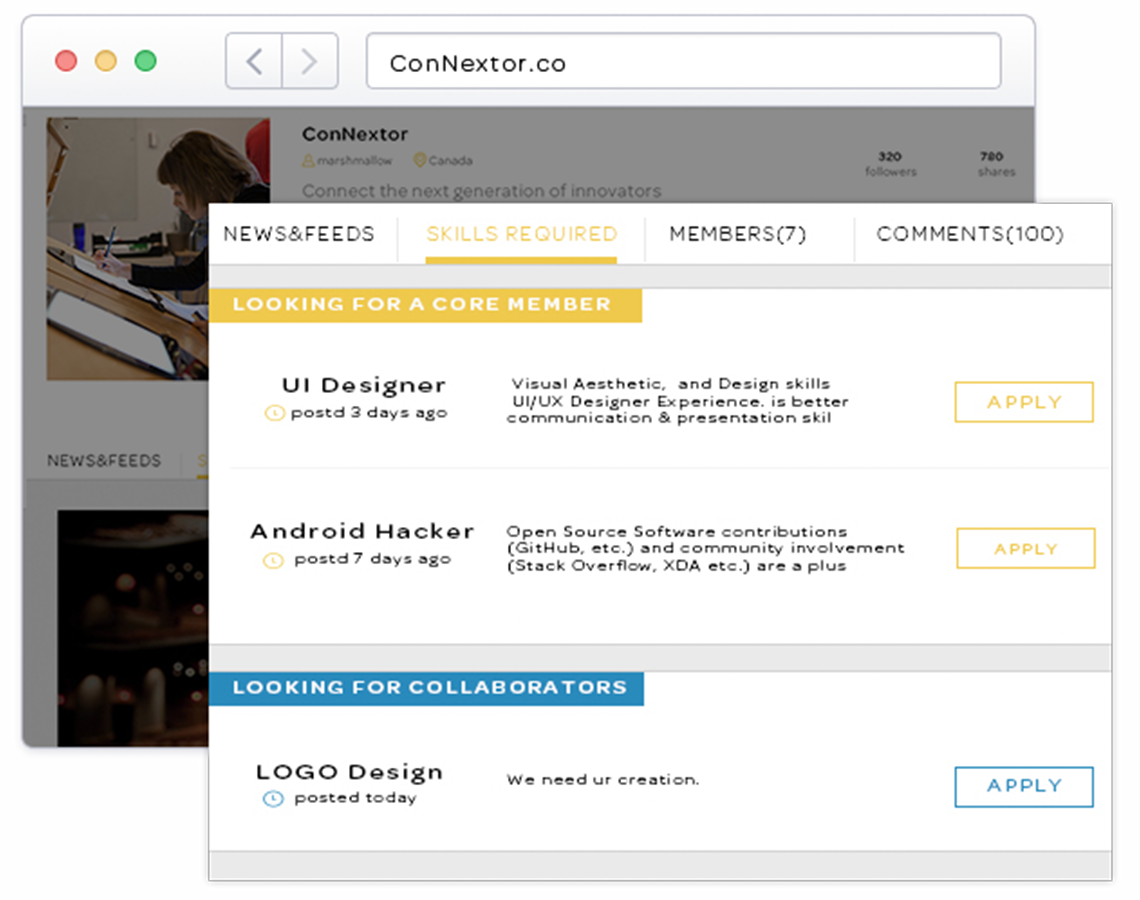 ConNextor.co
ConNextor
marshmallow Canada
320 780
followers shares
Connect the next generation of innovators
NEWS&FEEDS SKILLS REQUIRED MEMBERS(7) COMMENTS(100)
LOOKING FOR A CORE MEMBER
UI Designer
postd 3 days ago
Visual Aesthetic, and Design skills
UI/UX Designer Experience. is better
communication & presentation skil
APPLY
NEWS&FEEDS S
Android Hacker
postd 7 days ago
Open Source Software contributions
(GitHub, etc.) and community involvement
(Stack Overflow, XDA etc.) are a plus
APPLY
LOOKING FOR COLLABORATORS
LOGO Design
posted today
We need ur creation.
APPLY